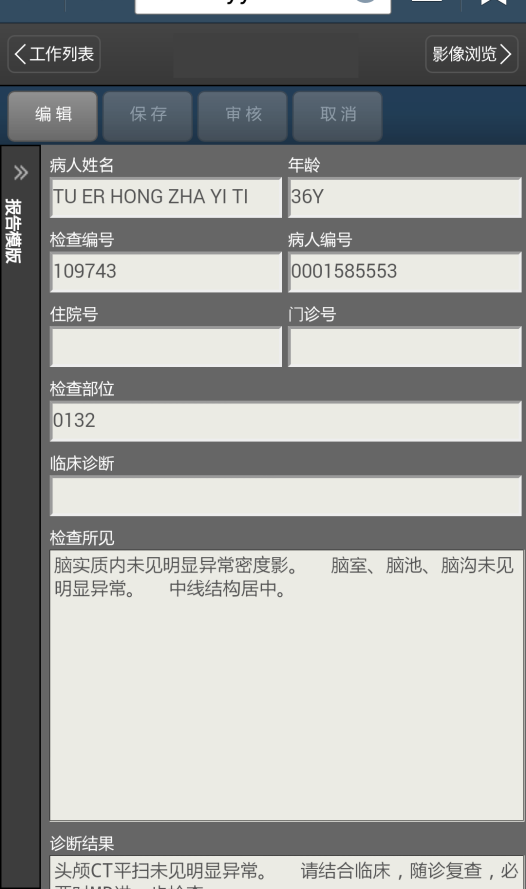 工作列表
影像浏览
编辑 保存 审核 取消
报告模版
病人姓名 年龄
TU ER HONG ZHA YI TI 36Y
检查编号 病人编号
109743 0001585553
住院号 门诊号
检查部位
0132
临床诊断
检查所见
脑实质内未见明显异常密度影。 脑室、脑池、脑沟未见
明显异常。 中线结构居中。
诊断结果
头颅CT平扫未见明显异常。 请结合临床，随诊复查，必